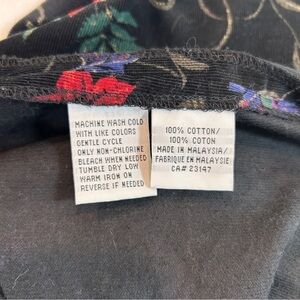 MACHINE WASH COLD
WITH LIKE COLORS
GENTLE CYCLE
ONLY NON-CHLORINE
BLEACH WHEN NEEDED
TUMBLE DRY LOW
WARM IRON ON
REVERSE IF NEEDED
100% COTTON/
100% COTON
MADE IN MALAYSIA/
FABRIQUE EN MALAYSIE
CA# 23147